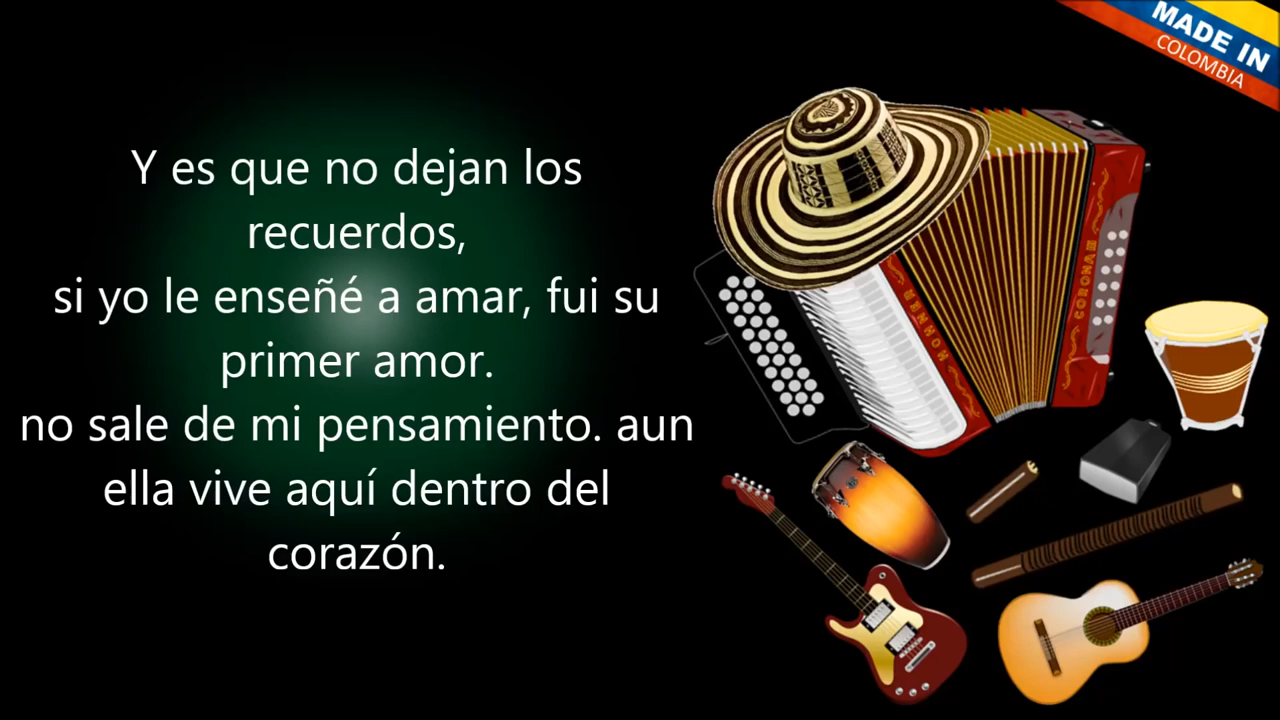 MADE IN
COLOMBIA
Y es que no dejan los
recuerdos,
si yo le enseñé a amar, fui su
primer amor.
no sale de mi pensamiento. aun
ella vive aquí dentro del
corazón.
HOHNER
CORONA III